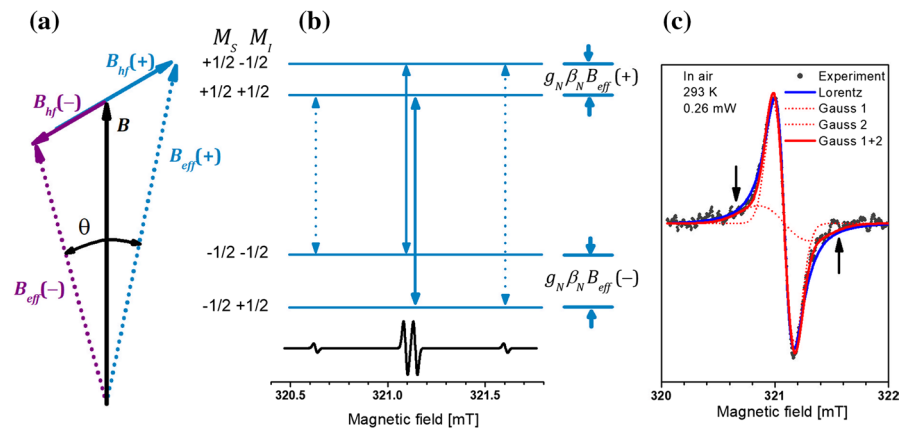 (a)
B_hf(+)
B_hf(-)
B
B_eff(+)
θ
B_eff(-)
(b)
M_S M_I
+1/2 -1/2
+1/2 +1/2
-1/2 -1/2
-1/2 +1/2
g_N β_N B_eff(+)
g_N β_N B_eff(-)
320.5 321.0 321.5
Magnetic field [mT]
(c)
In air
293 K
0.26 mW
Experiment
Lorentz
Gauss 1
Gauss 2
Gauss 1+2
320 321 322
Magnetic field [mT]